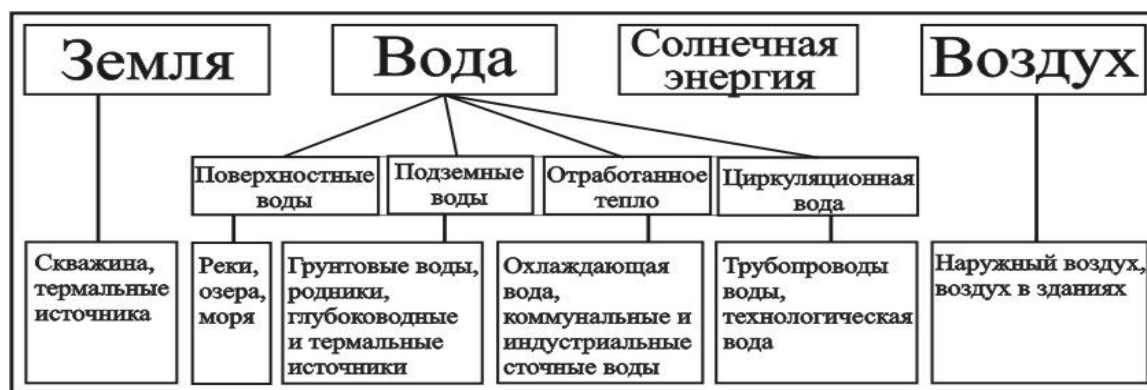 Земля
Вода
Солнечная
энергия
Воздух
Поверхностные
воды
Подземные
воды
Отработанное
тепло
Циркуляционная
вода
Скважина,
термальные
источника
Реки,
озера,
моря
Грунтовые воды,
родники,
глубоководные
и термальные
источники
Охлаждающая
вода,
коммунальные и
индустриальные
сточные воды
Трубопроводы
воды,
технологическая
вода
Наружный воздух,
воздух в зданиях